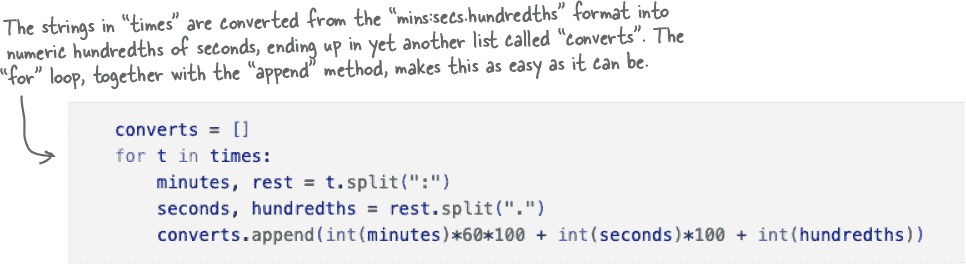 The strings in "times" are converted from the "mins:secs.hundredths" format into
numeric hundredths of seconds, ending up in yet another list called "converts". The
"for" loop, together with the "append" method, makes this as easy as it can be.
converts = []
for t in times:
    minutes, rest = t.split(":")
    seconds, hundredths = rest.split(".")
    converts.append(int(minutes)*60*100 + int(seconds)*100 + int(hundredths))